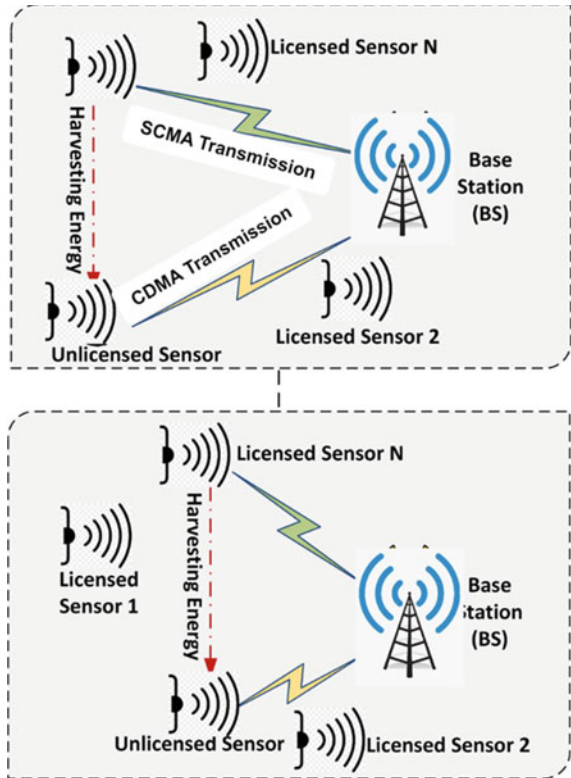 Licensed Sensor N
Harvesting Energy
SCMA Transmission
Base
Station
(BS)
CDMA Transmission
Unlicensed Sensor
Licensed Sensor 2
Licensed Sensor N
Harvesting Energy
Licensed
Sensor 1
Base
Station
(BS)
Unlicensed Sensor
Licensed Sensor 2